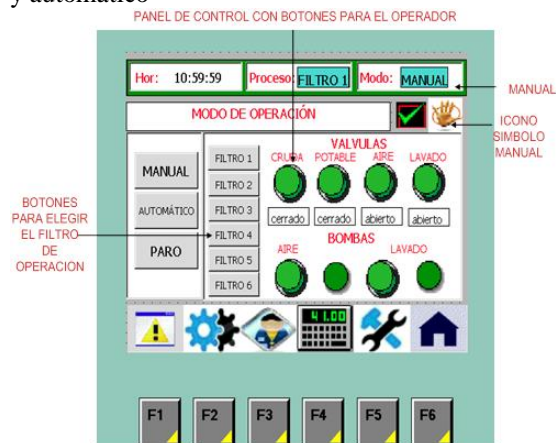 y automático
PANEL DE CONTROL CON BOTONES PARA EL OPERADOR
Hor: 10:59:59 Proceso: FILTRO 1 Modo: MANUAL
MANUAL
MODO DE OPERACIÓN
ICONO
SIMBOLO
MANUAL
BOTONES
PARA ELEGIR
EL FILTRO
DE
OPERACION
MANUAL
AUTOMÁTICO
PARO
FILTRO 1
FILTRO 2
FILTRO 3
FILTRO 4
FILTRO 5
FILTRO 6
VALVULAS
CRUDA POTABLE AIRE LAVADO
cerrado cerrado abierto abierto
BOMBAS
AIRE LAVADO
41.00
F1 F2 F3 F4 F5 F6